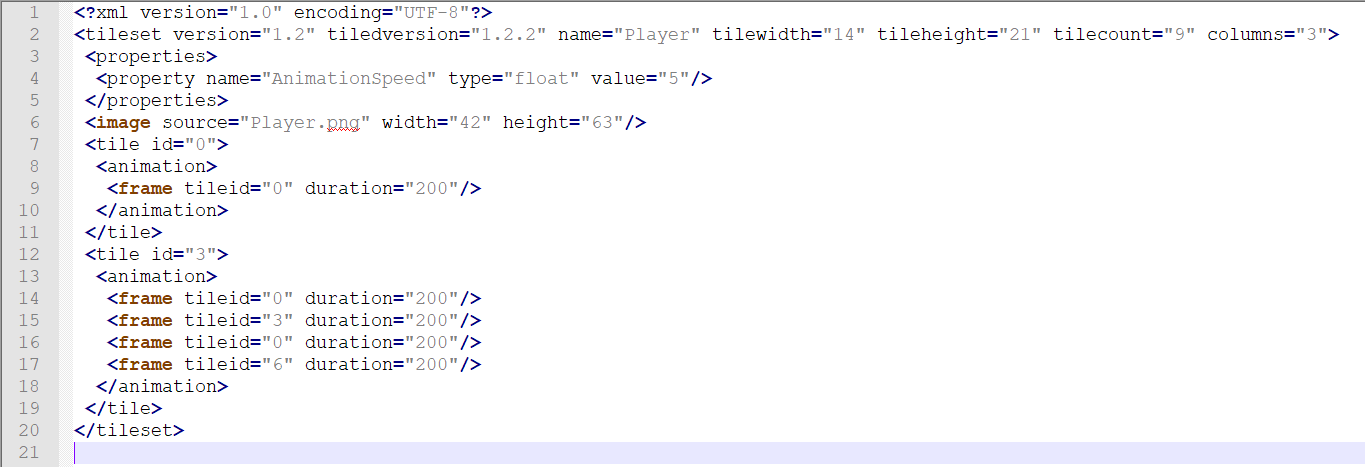 1 <?xml version="1.0" encoding="UTF-8"?>
2 <tileset version="1.2" tiledversion="1.2.2" name="Player" tilewidth="14" tileheight="21" tilecount="9" columns="3">
3  <properties>
4   <property name="AnimationSpeed" type="float" value="5"/>
5  </properties>
6  <image source="Player.png" width="42" height="63"/>
7  <tile id="0">
8   <animation>
9    <frame tileid="0" duration="200"/>
10   </animation>
11  </tile>
12  <tile id="3">
13   <animation>
14    <frame tileid="0" duration="200"/>
15    <frame tileid="3" duration="200"/>
16    <frame tileid="0" duration="200"/>
17    <frame tileid="6" duration="200"/>
18   </animation>
19  </tile>
20 </tileset>
21